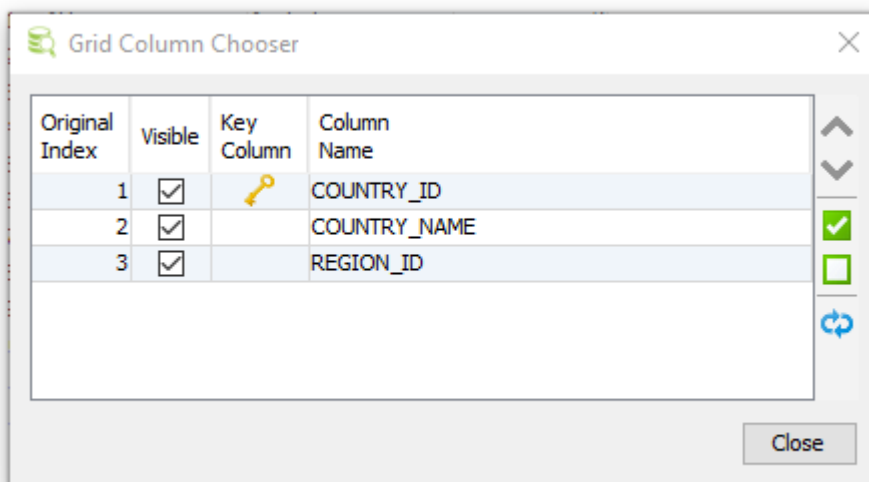 Grid Column Chooser
Original Index Visible Key Column Column Name
1 COUNTRY_ID
2 COUNTRY_NAME
3 REGION_ID
Close